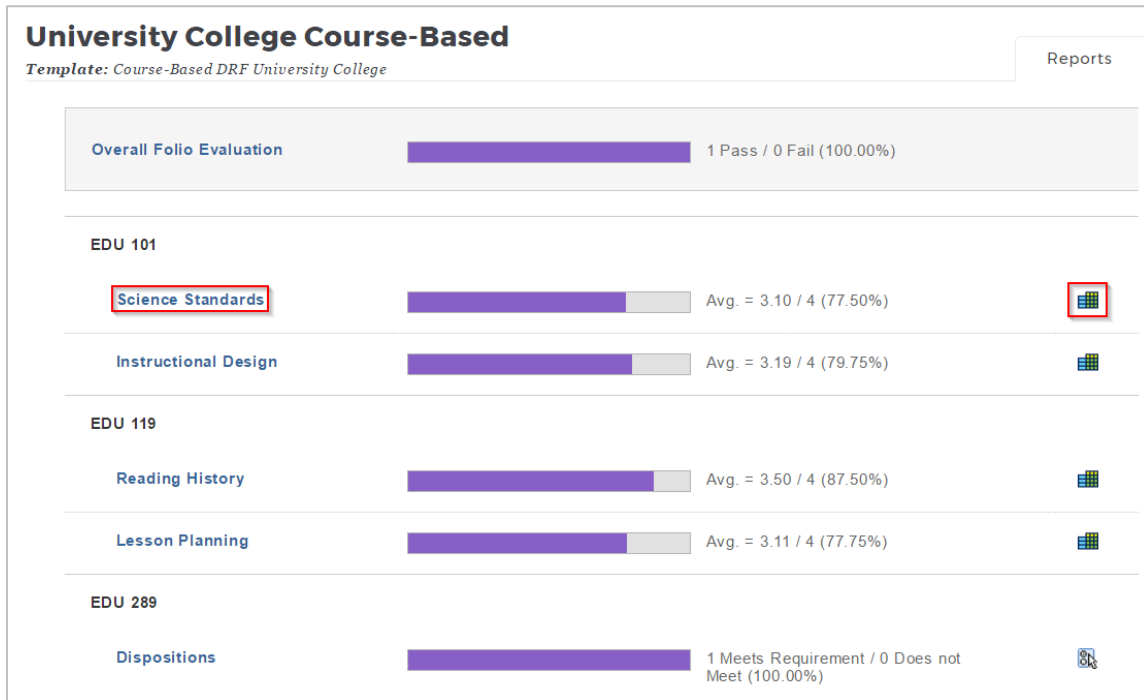 University College Course-Based
Template: Course-Based DRF University College
Reports
Overall Folio Evaluation
1 Pass / 0 Fail (100.00%)
EDU 101
Science Standards
Avg. = 3.10 / 4 (77.50%)
Instructional Design
Avg. = 3.19 / 4 (79.75%)
EDU 119
Reading History
Avg. = 3.50 / 4 (87.50%)
Lesson Planning
Avg. = 3.11 / 4 (77.75%)
EDU 289
Dispositions
1 Meets Requirement / 0 Does not
Meet (100.00%)